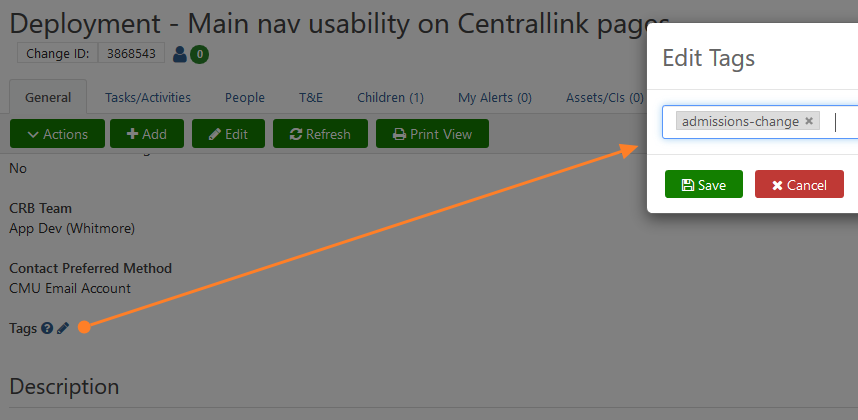 Deployment - Main nav usability on Centrallink pages
Change ID: 3868543 0
General Tasks/Activities People T&E Children (1) My Alerts (0) Assets/CIs (0)
Actions Add Edit Refresh Print View
No
CRB Team
App Dev (Whitmore)
Contact Preferred Method
CMU Email Account
Tags
Description
Edit Tags
admissions-change
Save Cancel